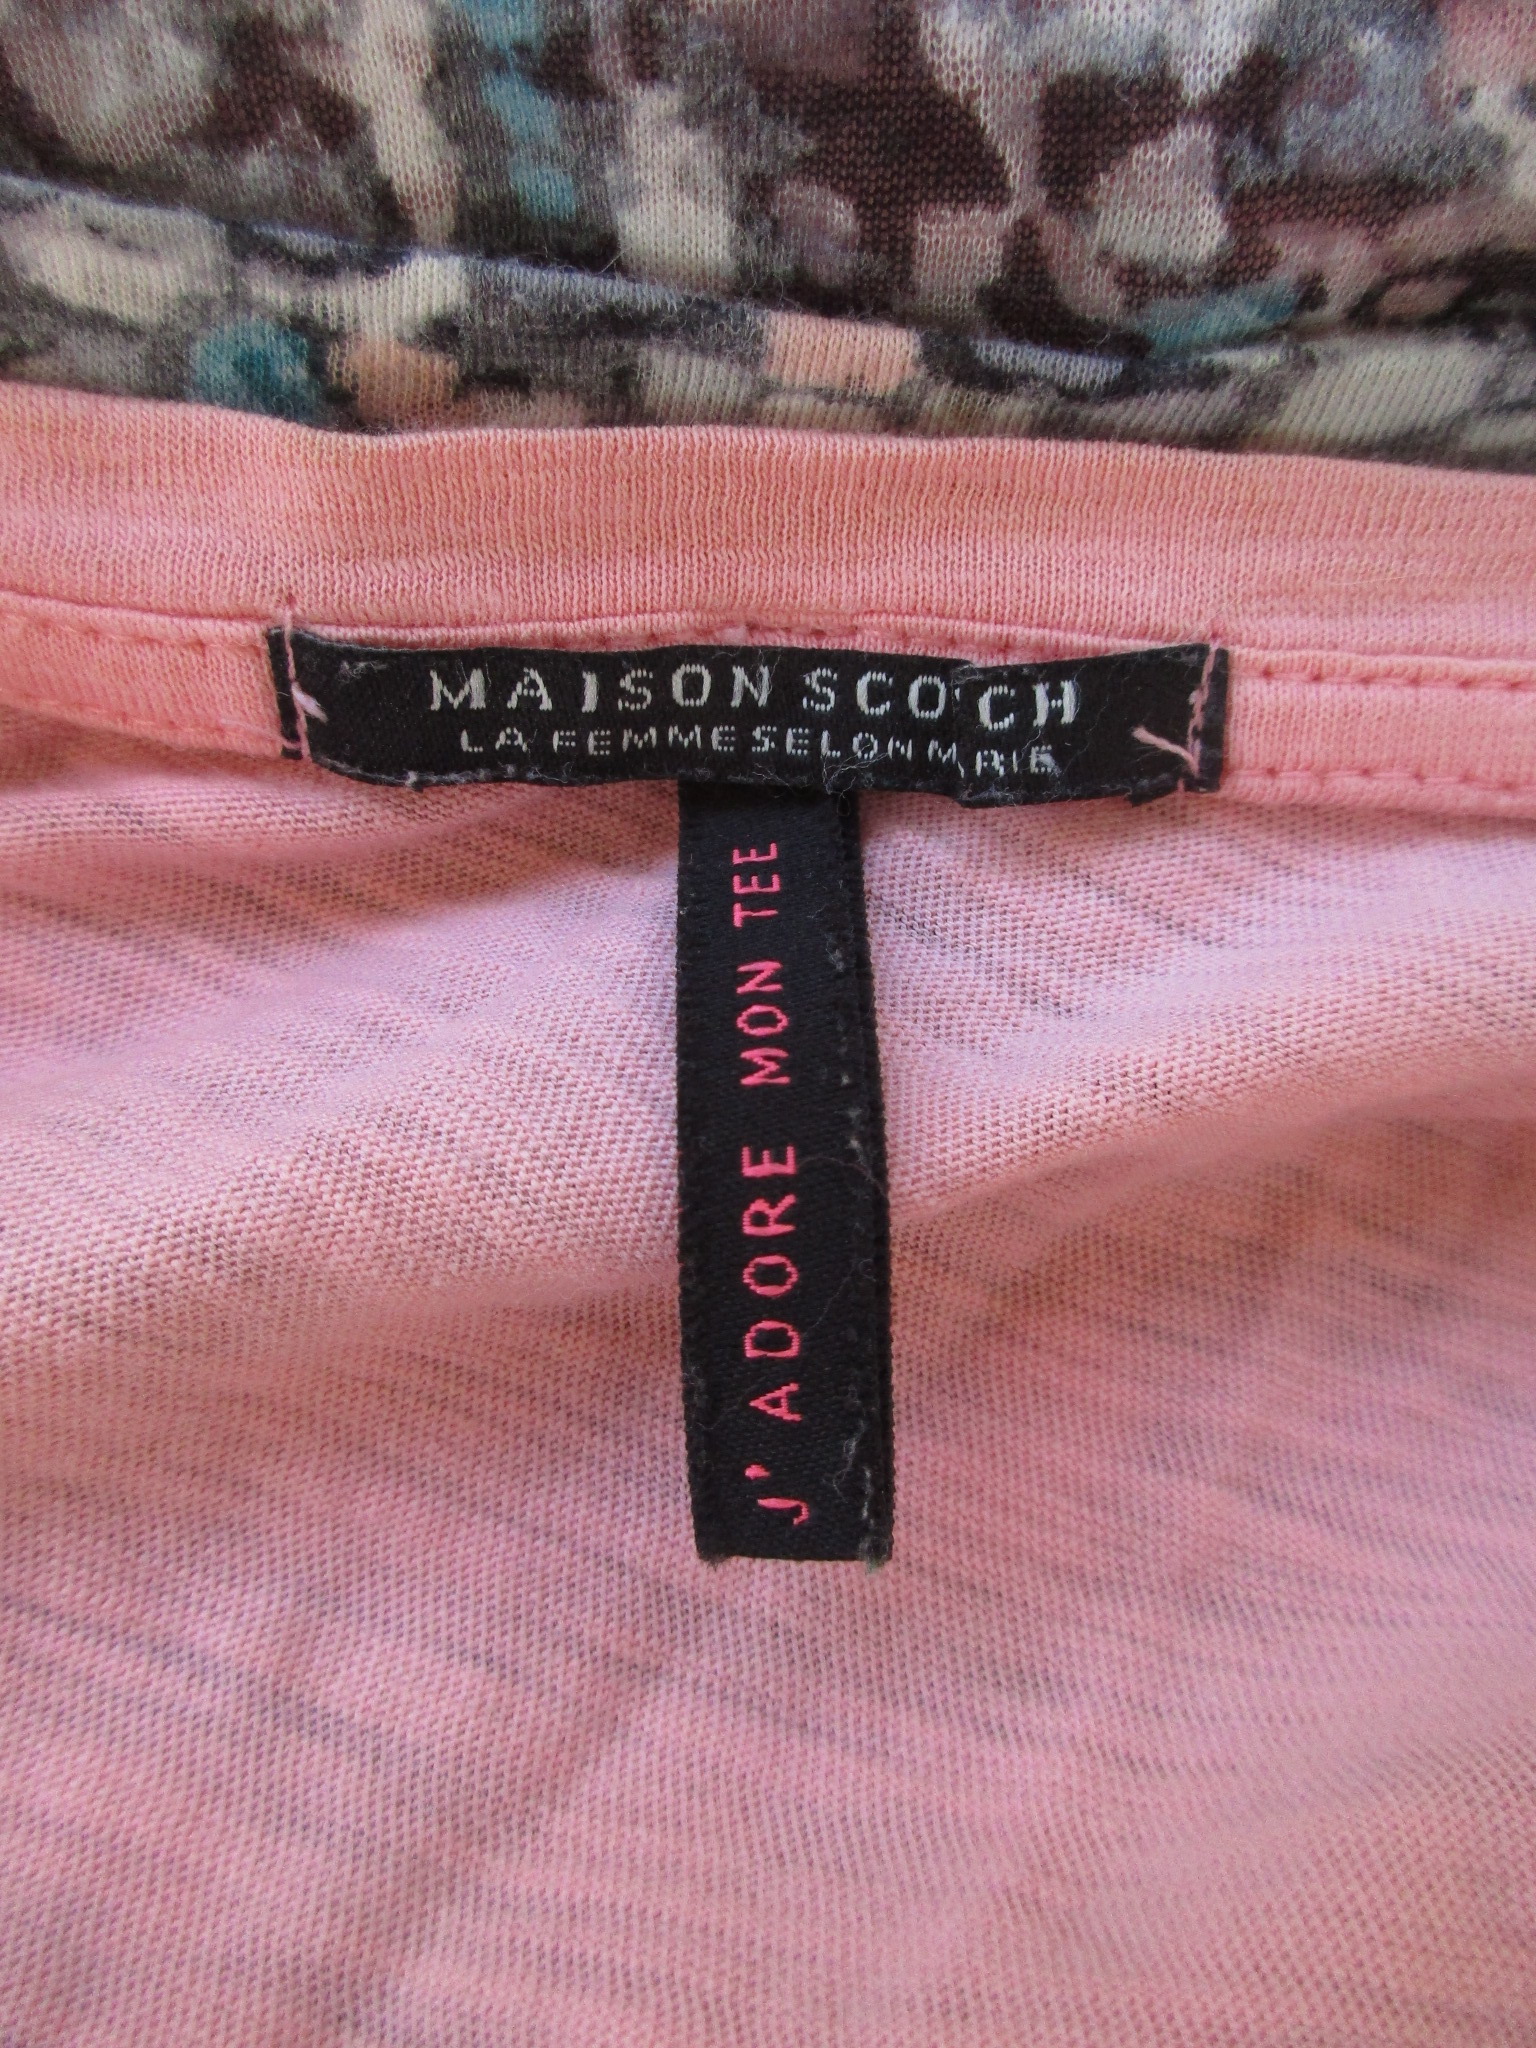 MAISON SCOTCH
LA FEMME SELON MARIE
J'ADORE MON TEE